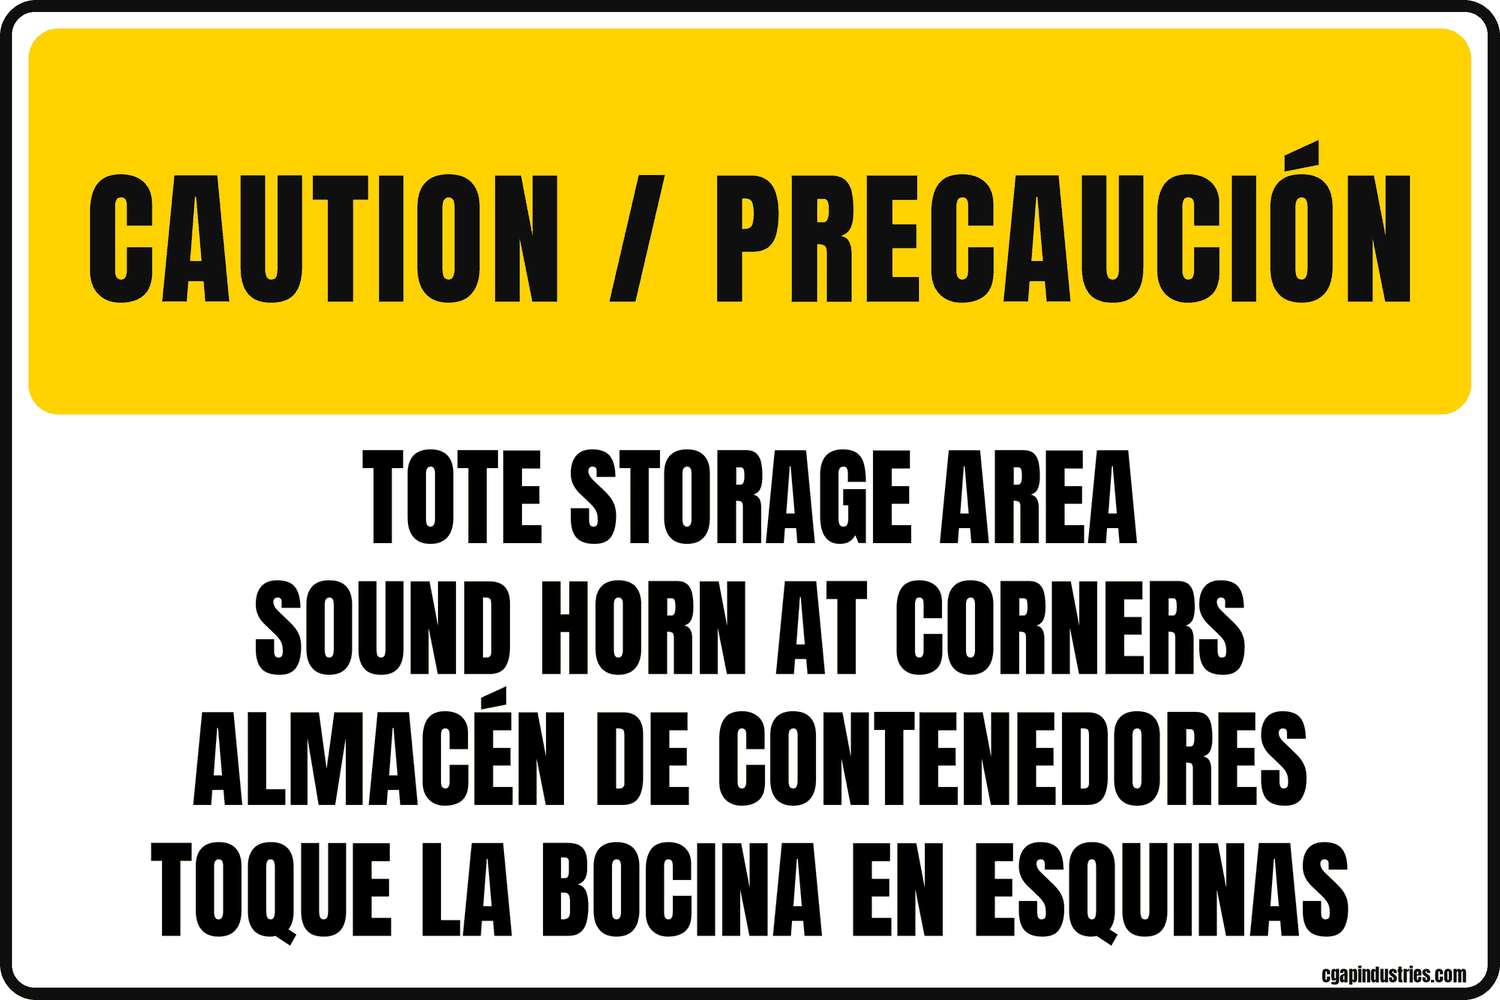 CAUTION / PRECAUCIÓN
TOTE STORAGE AREA
SOUND HORN AT CORNERS
ALMACÉN DE CONTENEDORES
TOQUE LA BOCINA EN ESQUINAS
cgapindustries.com